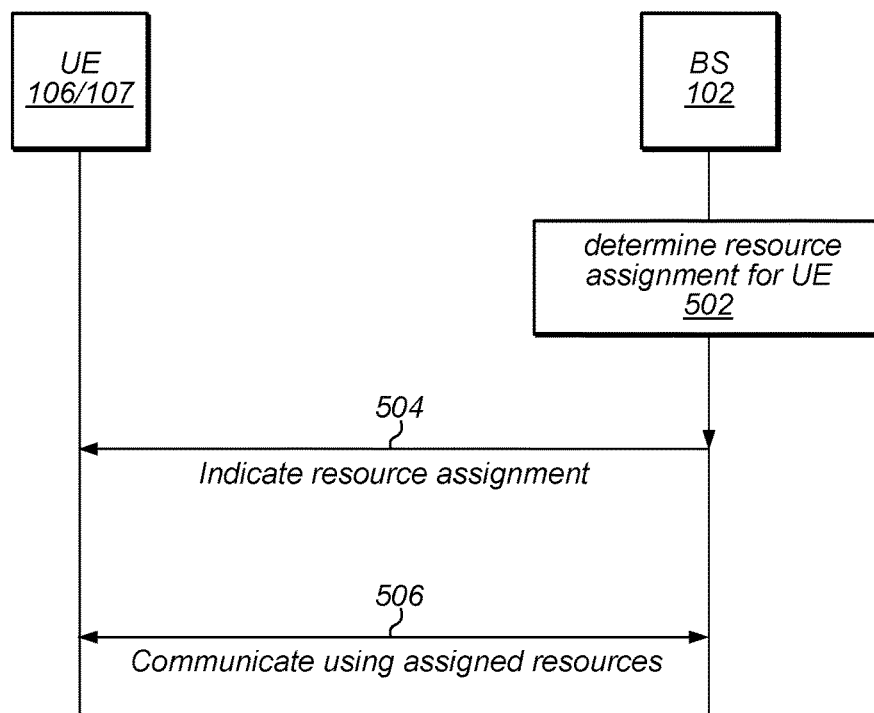 UE
106/107
BS
102
determine resource
assignment for UE
502
504
Indicate resource assignment
506
Communicate using assigned resources